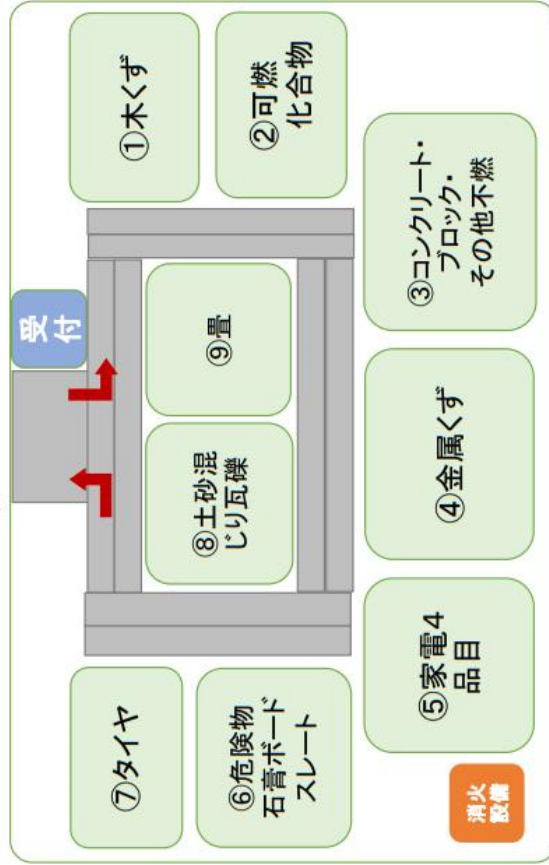 受付
①木くず
②可燃
化合物
③コンクリート・
ブロック・
その他不燃
④金属くず
⑤家電4
品目
⑥危険物
石膏ボード
スレート
⑦タイヤ
⑧土砂混
じり瓦礫
⑨畳
消火
設備